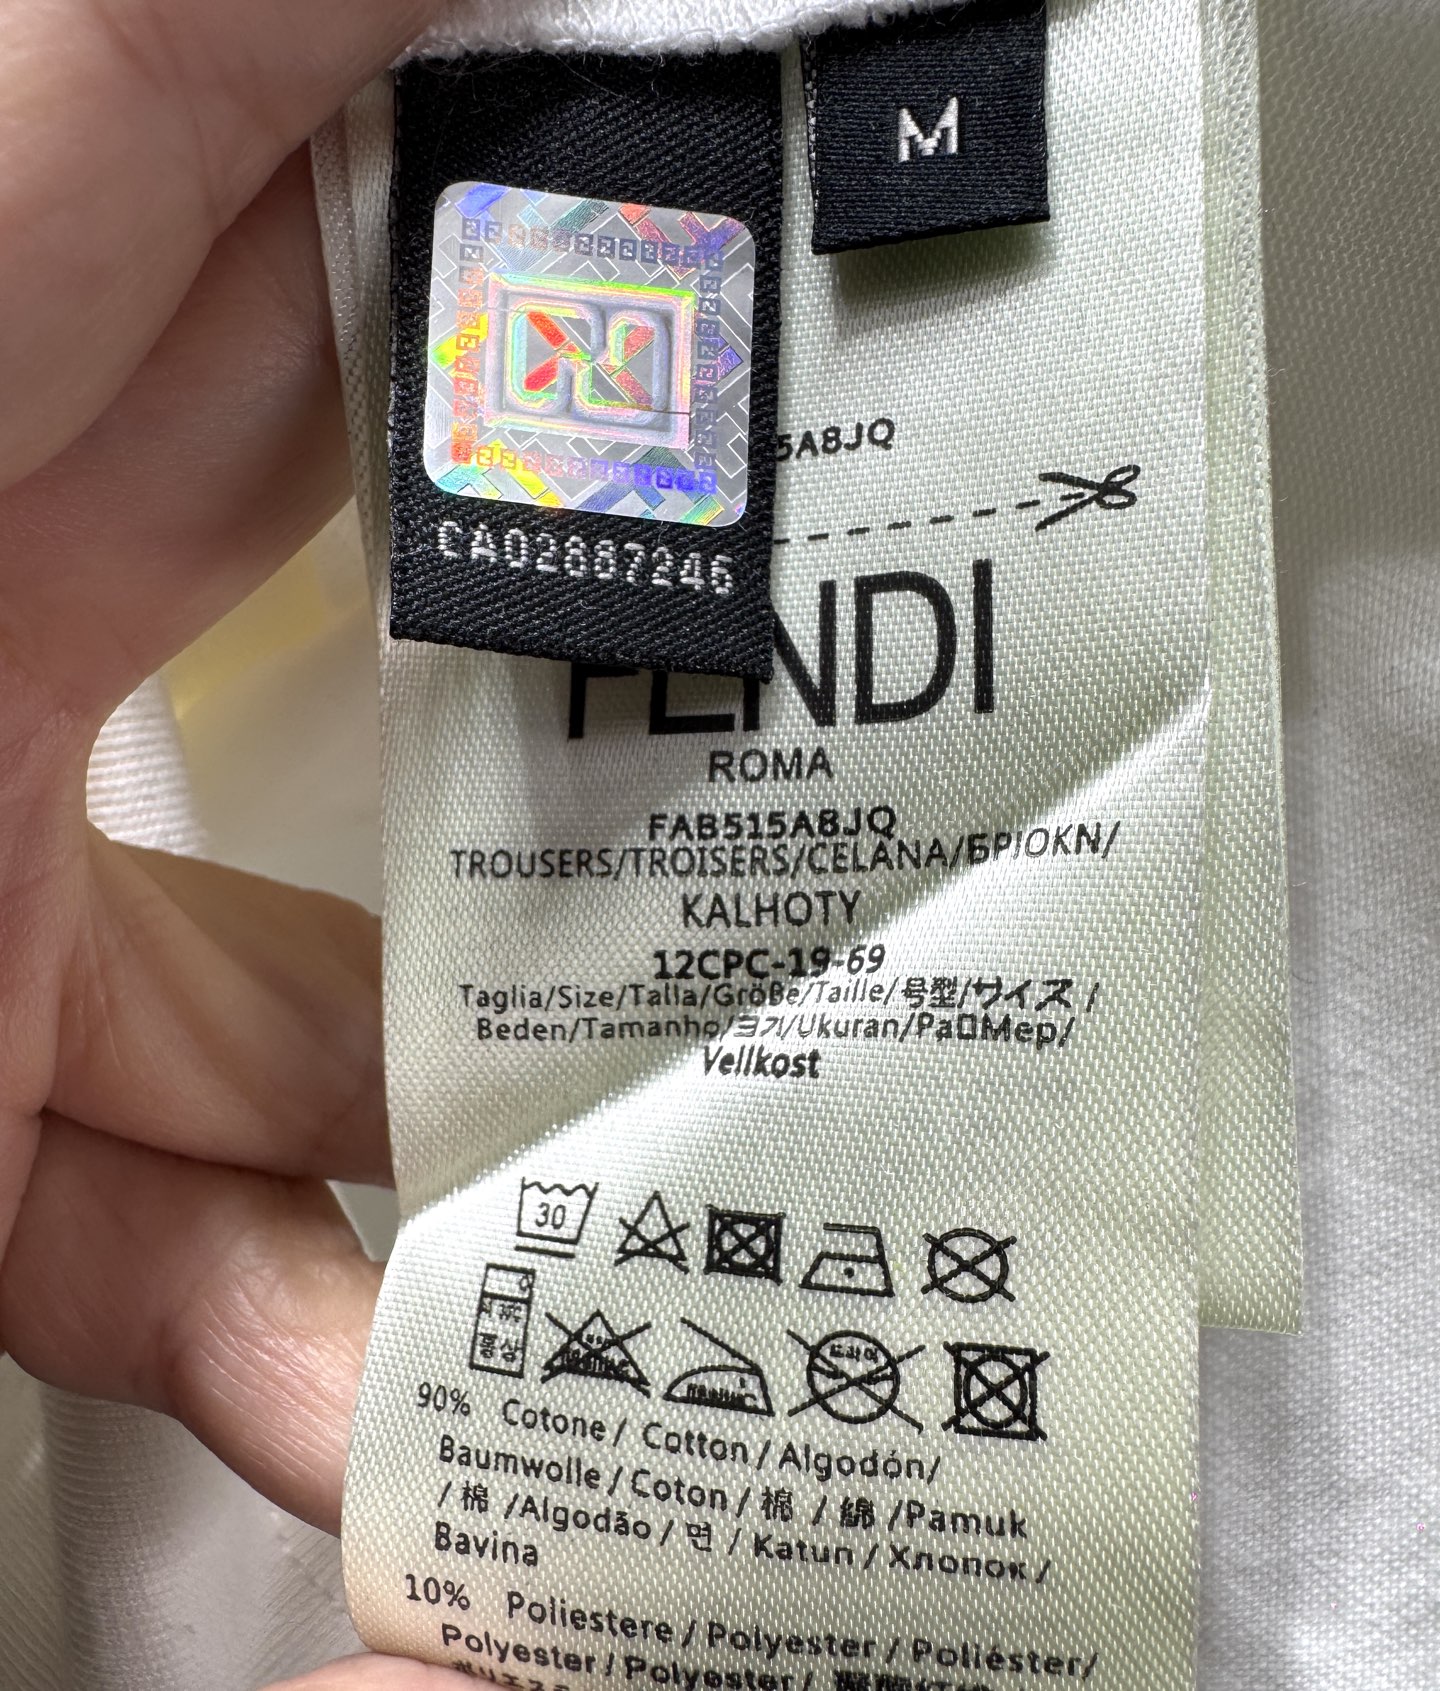 M
5A8JQ
CA02887246
FENDI
ROMA
FAB515A8JQ
TROUSERS/TROISERS/CELANA/БPIOKN/
KALHOTY
12CPC-19-69
Taglia/Size/Talla/Größe/Taille/号型/サイズ/
Beden/Tamanho/크기/Ukuran/Pa□Mep/
Vellkost
30
90% Cotone / Cotton / Algodón/
Baumwolle / Coton / 棉 / 綿 /Pamuk
/ 棉 /Algodão / 면 / Katun / Хлопок /
Bavina
10% Poliestere / Polyester / Poliéster/
Polyester / Polyester/